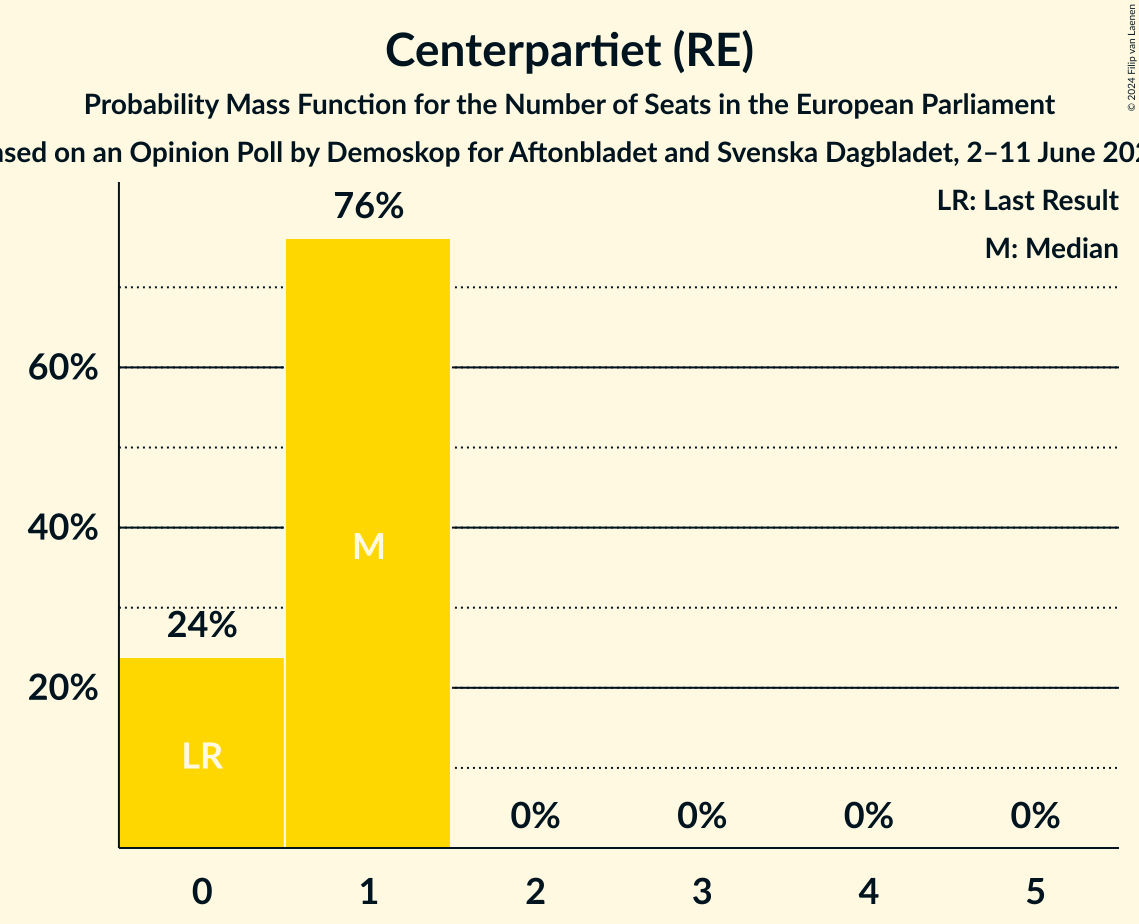 Centerpartiet (RE)
Probability Mass Function for the Number of Seats in the European Parliament
on an Opinion Poll by Demoskop for Aftonbladet and Svenska Dagbladet, 2–11 June
© 2024 Filip van Laenen
LR: Last Result
M: Median
76%
60%
40%
M
24%
20%
LR
0% 0% 0% 0%
0 1 2 3 4 5